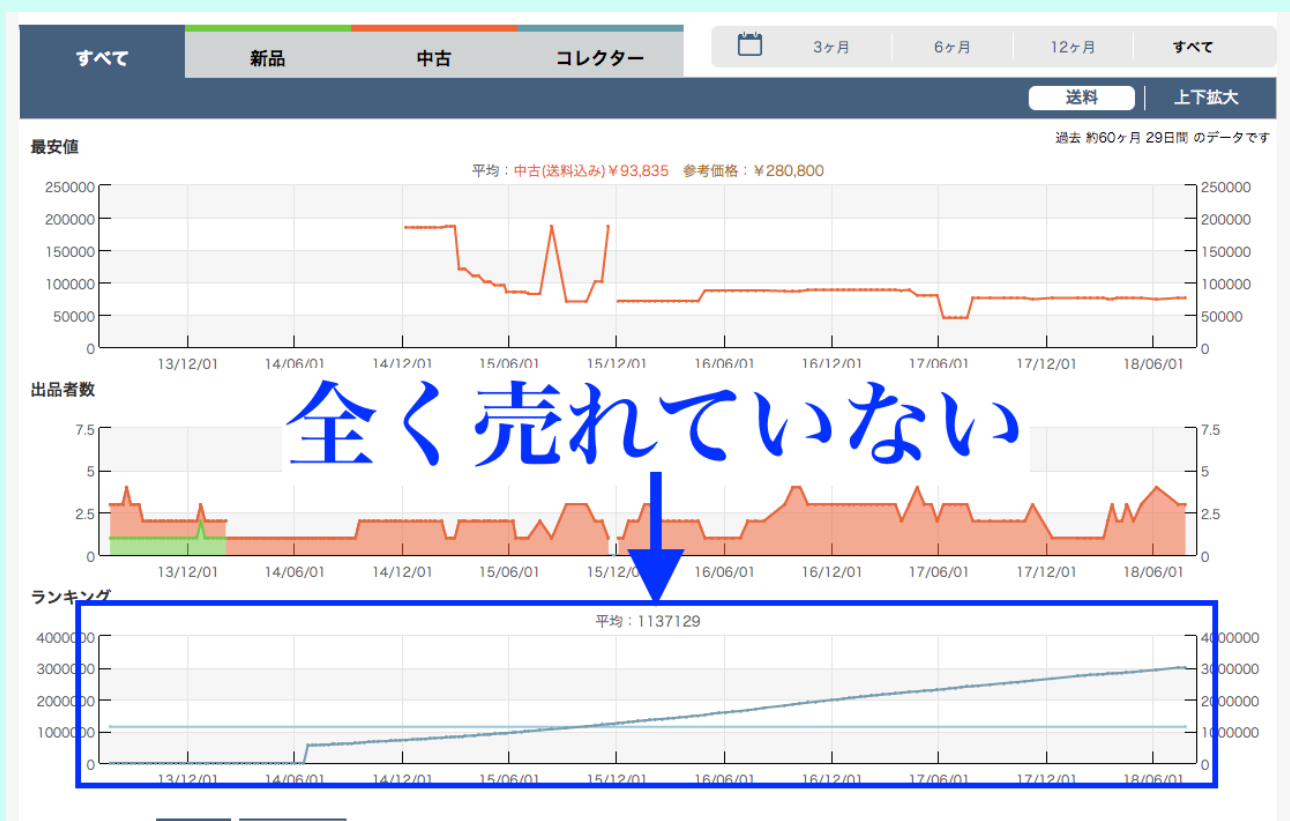 すべて 新品 中古 コレクター 3ヶ月 6ヶ月 12ヶ月 すべて
送料 上下拡大
過去 約60ヶ月 29日間 のデータです
最安値
平均：中古(送料込み)￥93,835 参考価格：￥280,800
250000 250000
200000 200000
150000 150000
100000 100000
50000 50000
0 0
13/12/01 14/06/01 14/12/01 15/06/01 15/12/01 16/06/01 16/12/01 17/06/01 17/12/01 18/06/01
出品者数
全く売れていない
7.5 7.5
5 5
2.5 2.5
0 0
13/12/01 14/06/01 14/12/01 15/06/01 15/12/0 16/06/01 16/12/01 17/06/01 17/12/01 18/06/01
ランキング
平均：1137129
4000000 4000000
3000000 3000000
2000000 2000000
1000000 1000000
0 0
13/12/01 14/06/01 14/12/01 15/06/01 15/12/01 16/06/01 16/12/01 17/06/01 17/12/01 18/06/01